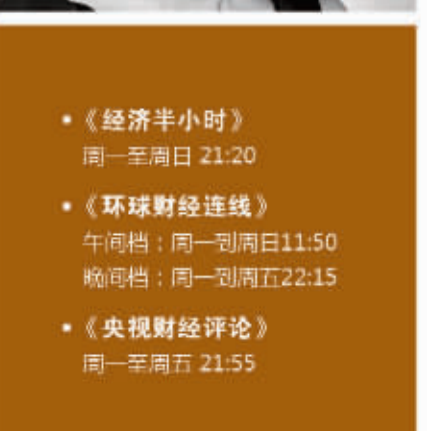 • 《经济半小时》
周一至周日 21:20
• 《环球财经连线》
午间档：周一到周日11:50
晚间档：周一到周五22:15
• 《央视财经评论》
周一至周五 21:55